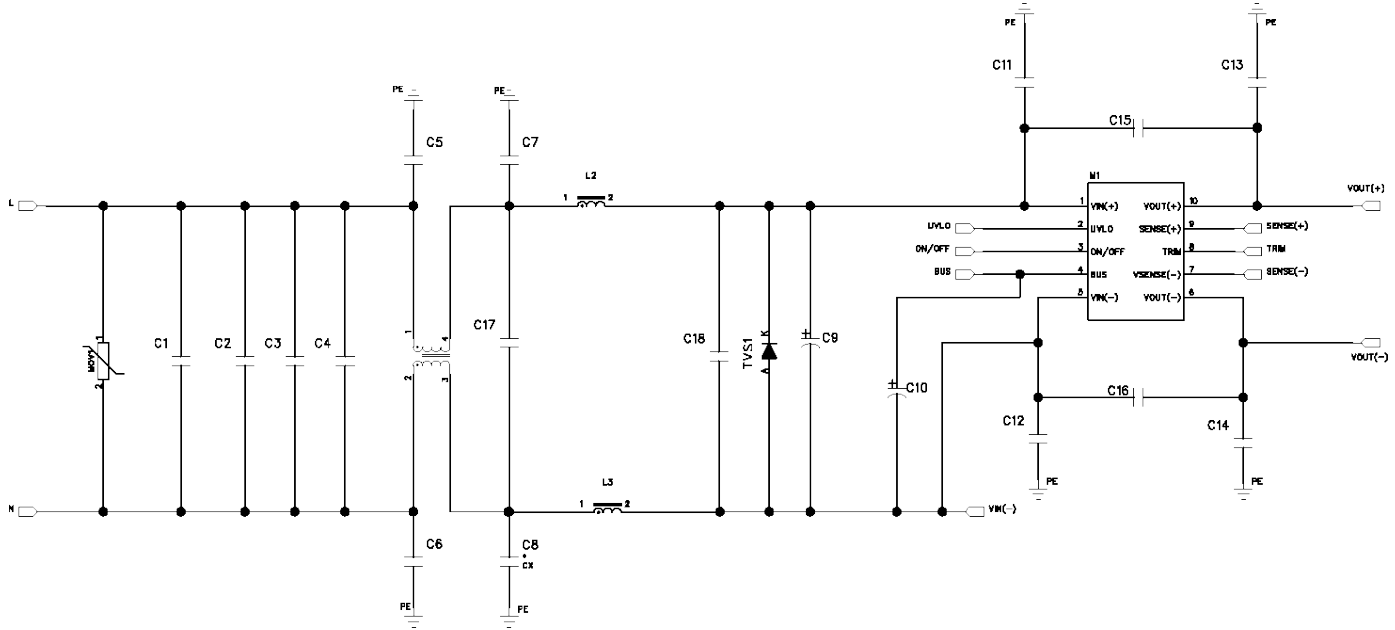 PE
PE
C11
C13
PE
PE
C15
C5
C7
L2
M1
1 2
VOUT(+)
L
1 VIN(+) VOUT(+) 10
UVLO 2 UVLO SENSE(+) 9 SENSE(+)
ON/OFF 3 ON/OFF TRIM 8 TRIM
BUS 4 BUS VSENSE(-) 7 SENSE(-)
5 VIN(-) VOUT(-) 6
1
MOV1
2
C1
C2
C3
C4
1 4
2 3
C17
C18
TVS1
K
A
+
C9
+
C10
VOUT(-)
C16
C12
C14
L3
1 2
PE
PE
N
VIN(-)
C6
C8
CX
PE
PE